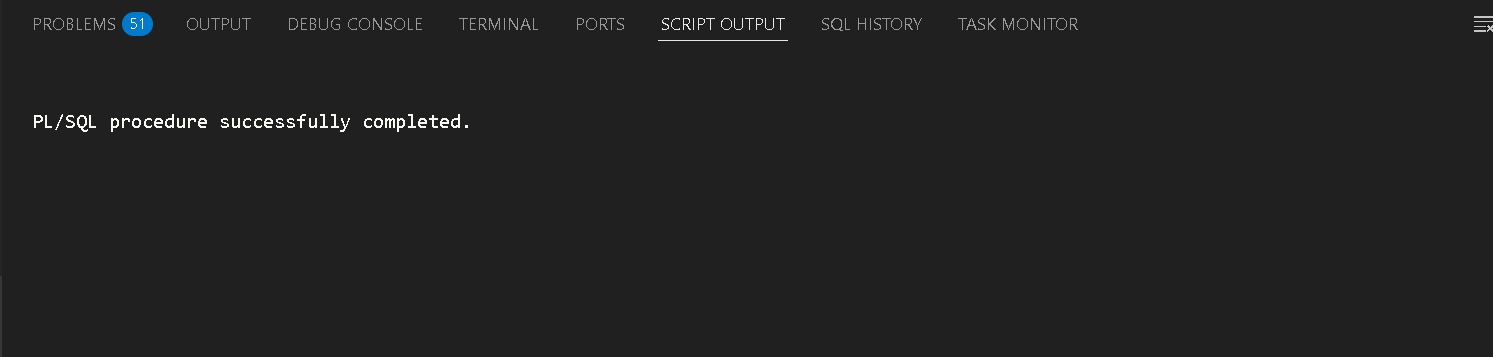 PROBLEMS 51 OUTPUT DEBUG CONSOLE TERMINAL PORTS SCRIPT OUTPUT SQL HISTORY TASK MONITOR
PL/SQL procedure successfully completed.